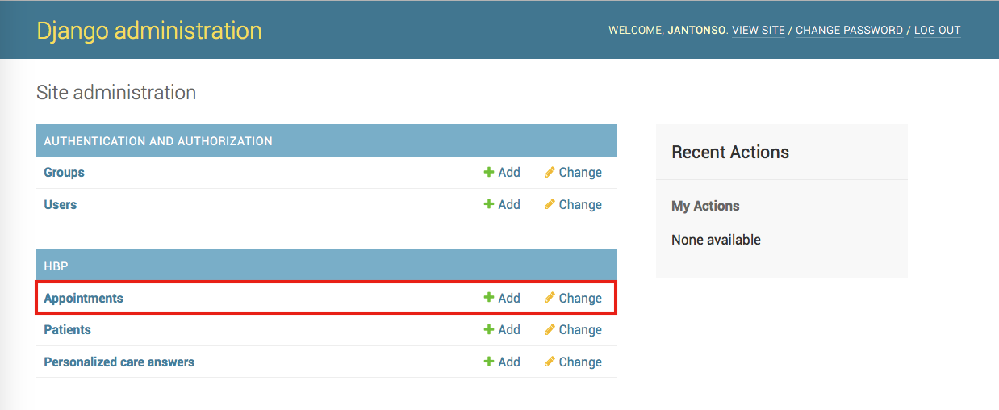 Django administration
WELCOME, JANTONSO. VIEW SITE / CHANGE PASSWORD / LOG OUT
Site administration
AUTHENTICATION AND AUTHORIZATION
Groups Add Change
Users Add Change
HBP
Appointments Add Change
Patients Add Change
Personalized care answers Add Change
Recent Actions
My Actions
None available